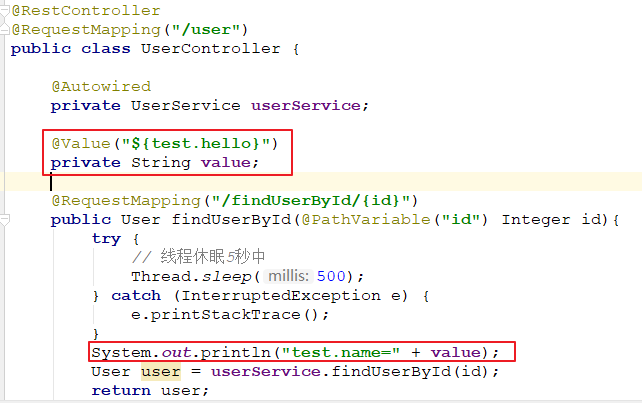 @RestController
@RequestMapping("/user")
public class UserController {
@Autowired
private UserService userService;
@Value("${test.hello}")
private String value;
@RequestMapping("/findUserById/{id}")
public User findUserById(@PathVariable("id") Integer id){
try {
// 线程休眠5秒中
Thread.sleep( millis: 500);
} catch (InterruptedException e) {
e.printStackTrace();
}
System.out.println("test.name=" + value);
User user = userService.findUserById(id);
return user;